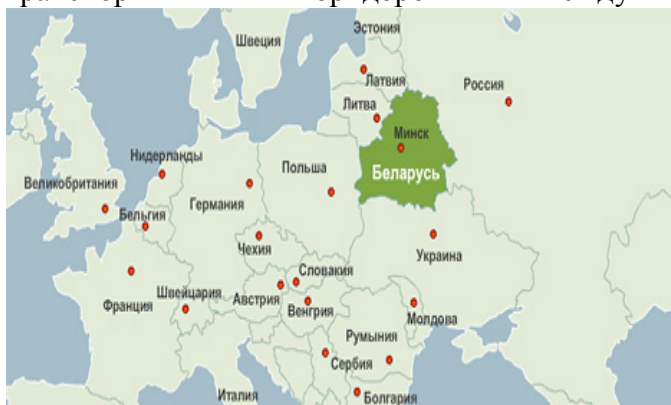 Швеция
Эстония
Латвия
Россия
Литва
Минск
Нидерланды
Польша
Беларусь
Великобритания
Германия
Бельгия
Чехия
Украина
Словакия
Франция
Швейцария
Австрия
Венгрия
Молдова
Румыния
Сербия
Италия
Болгария